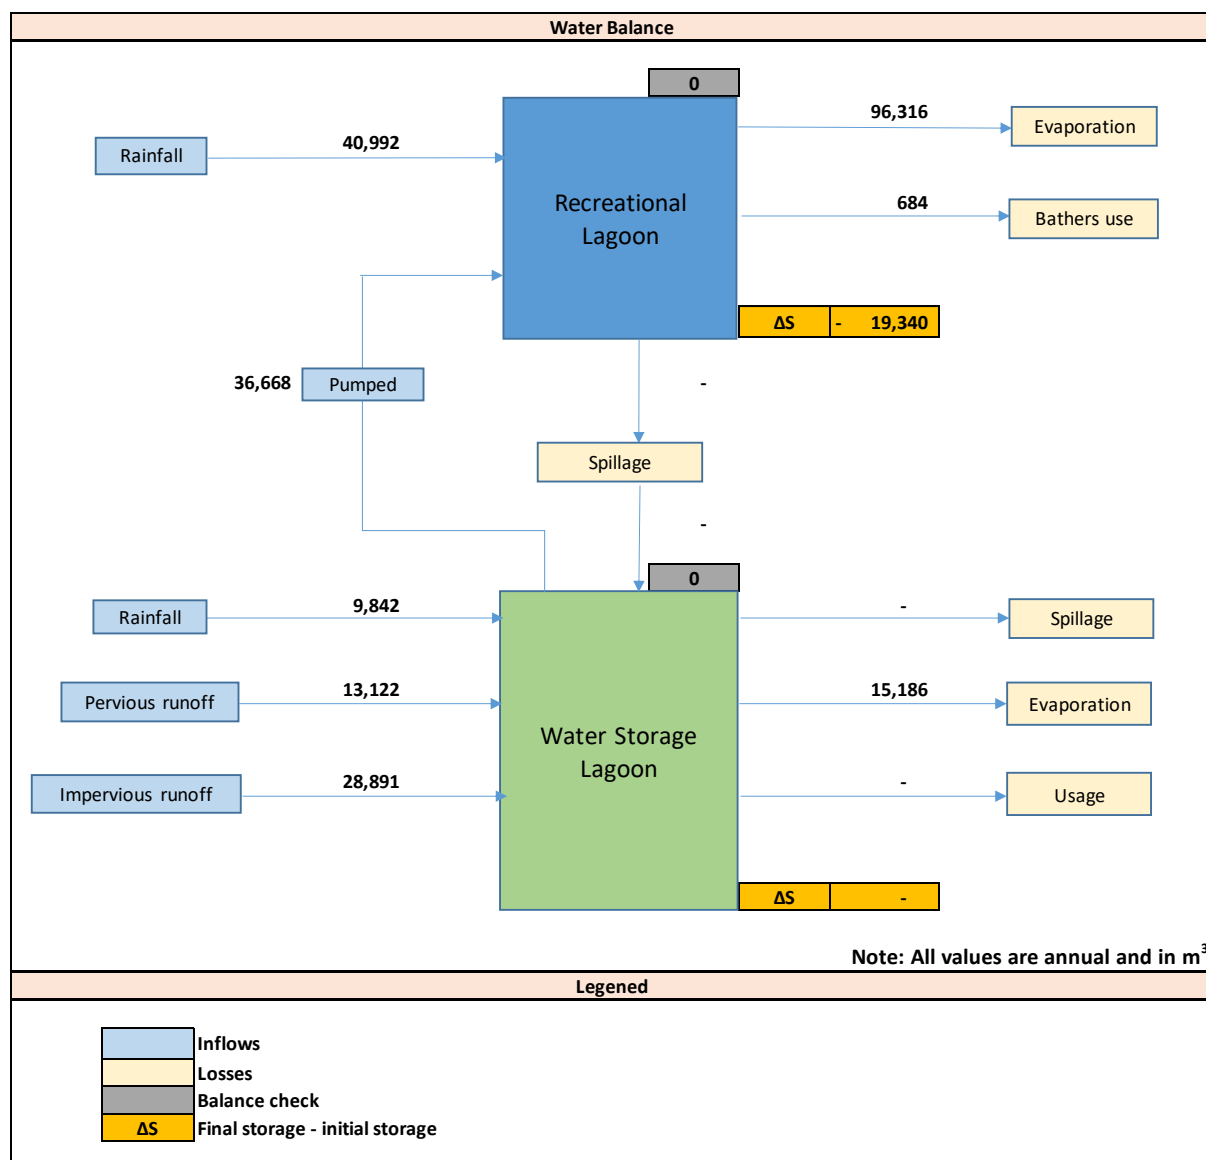 Water Balance
0
96,316
Evaporation
Rainfall
40,992
Recreational
Lagoon
684
Bathers use
ΔS
- 19,340
36,668
Pumped
-
Spillage
-
0
Rainfall
9,842
-
Spillage
Pervious runoff
13,122
15,186
Evaporation
Water Storage
Lagoon
Impervious runoff
28,891
-
Usage
ΔS
-
Note: All values are annual and in m³
Legened
Inflows
Losses
Balance check
ΔS
Final storage - initial storage